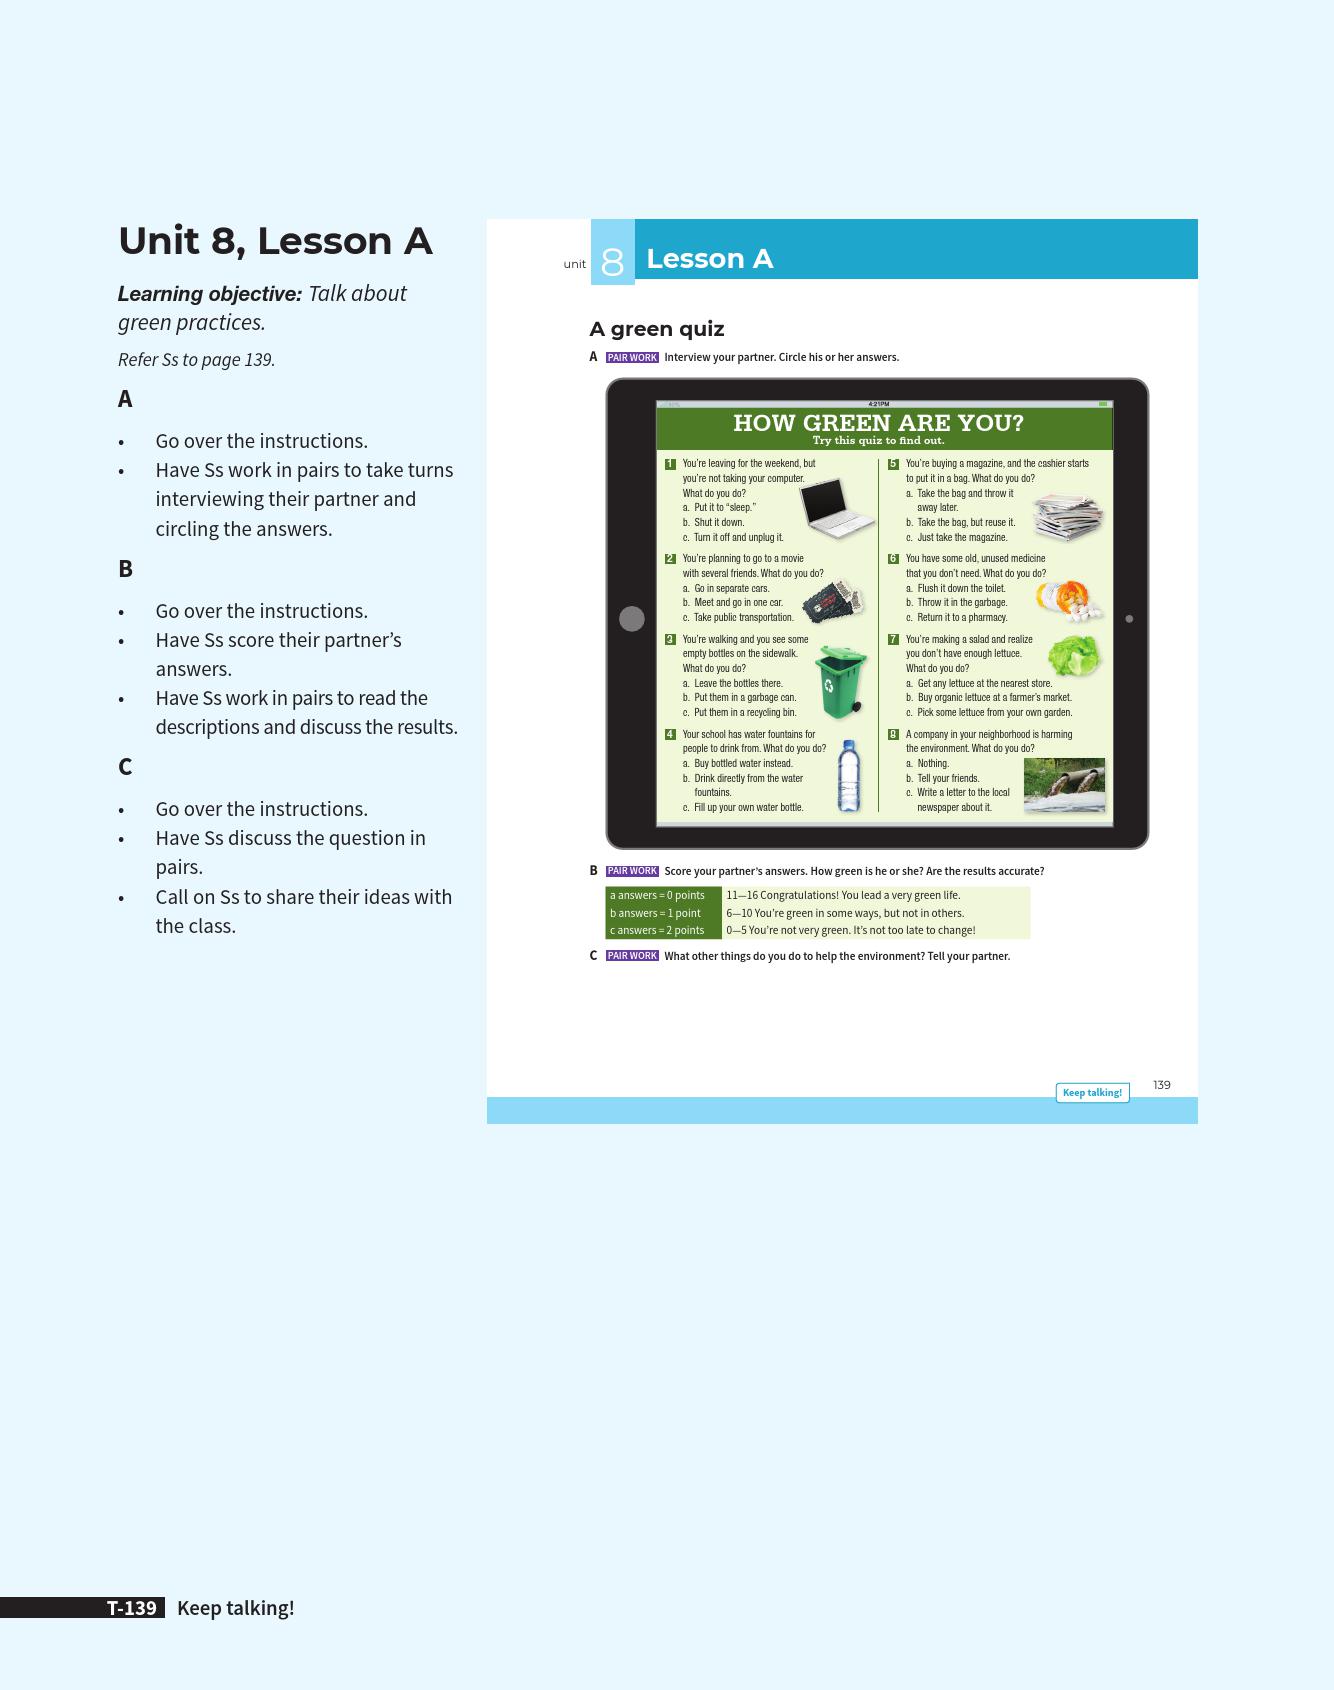 Unit 8, Lesson A
Learning objective: Talk about
green practices.
Refer Ss to page 139.
A
• Go over the instructions.
• Have Ss work in pairs to take turns
interviewing their partner and
circling the answers.
B
• Go over the instructions.
• Have Ss score their partner’s
answers.
• Have Ss work in pairs to read the
descriptions and discuss the results.
C
• Go over the instructions.
• Have Ss discuss the question in
pairs.
• Call on Ss to share their ideas with
the class.
unit 8 Lesson A
A green quiz
A PAIR WORK Interview your partner. Circle his or her answers.
4:21PM
HOW GREEN ARE YOU?
Try this quiz to find out.
1 You’re leaving for the weekend, but
you’re not taking your computer.
What do you do?
a. Put it to “sleep.”
b. Shut it down.
c. Turn it off and unplug it.
2 You’re planning to go to a movie
with several friends. What do you do?
a. Go in separate cars.
b. Meet and go in one car.
c. Take public transportation.
3 You’re walking and you see some
empty bottles on the sidewalk.
What do you do?
a. Leave the bottles there.
b. Put them in a garbage can.
c. Put them in a recycling bin.
4 Your school has water fountains for
people to drink from. What do you do?
a. Buy bottled water instead.
b. Drink directly from the water
fountains.
c. Fill up your own water bottle.
5 You’re buying a magazine, and the cashier starts
to put it in a bag. What do you do?
a. Take the bag and throw it
away later.
b. Take the bag, but reuse it.
c. Just take the magazine.
6 You have some old, unused medicine
that you don’t need. What do you do?
a. Flush it down the toilet.
b. Throw it in the garbage.
c. Return it to a pharmacy.
7 You’re making a salad and realize
you don’t have enough lettuce.
What do you do?
a. Get any lettuce at the nearest store.
b. Buy organic lettuce at a farmer’s market.
c. Pick some lettuce from your own garden.
8 A company in your neighborhood is harming
the environment. What do you do?
a. Nothing.
b. Tell your friends.
c. Write a letter to the local
newspaper about it.
B PAIR WORK Score your partner’s answers. How green is he or she? Are the results accurate?
a answers = 0 points 11—16 Congratulations! You lead a very green life.
b answers = 1 point 6—10 You’re green in some ways, but not in others.
c answers = 2 points 0—5 You’re not very green. It’s not too late to change!
C PAIR WORK What other things do you do to help the environment? Tell your partner.
Keep talking! 139
T-139 Keep talking!